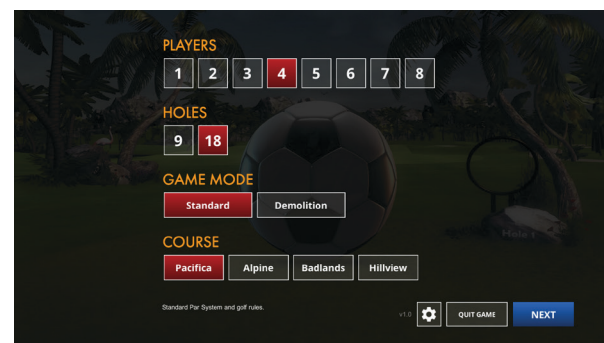 PLAYERS
1 2 3 4 5 6 7 8
HOLES
9 18
GAME MODE
Standard Demolition
COURSE
Pacifica Alpine Badlands Hillview
Standard Par System and golf rules.
v1.0 QUIT GAME NEXT
Hole 1